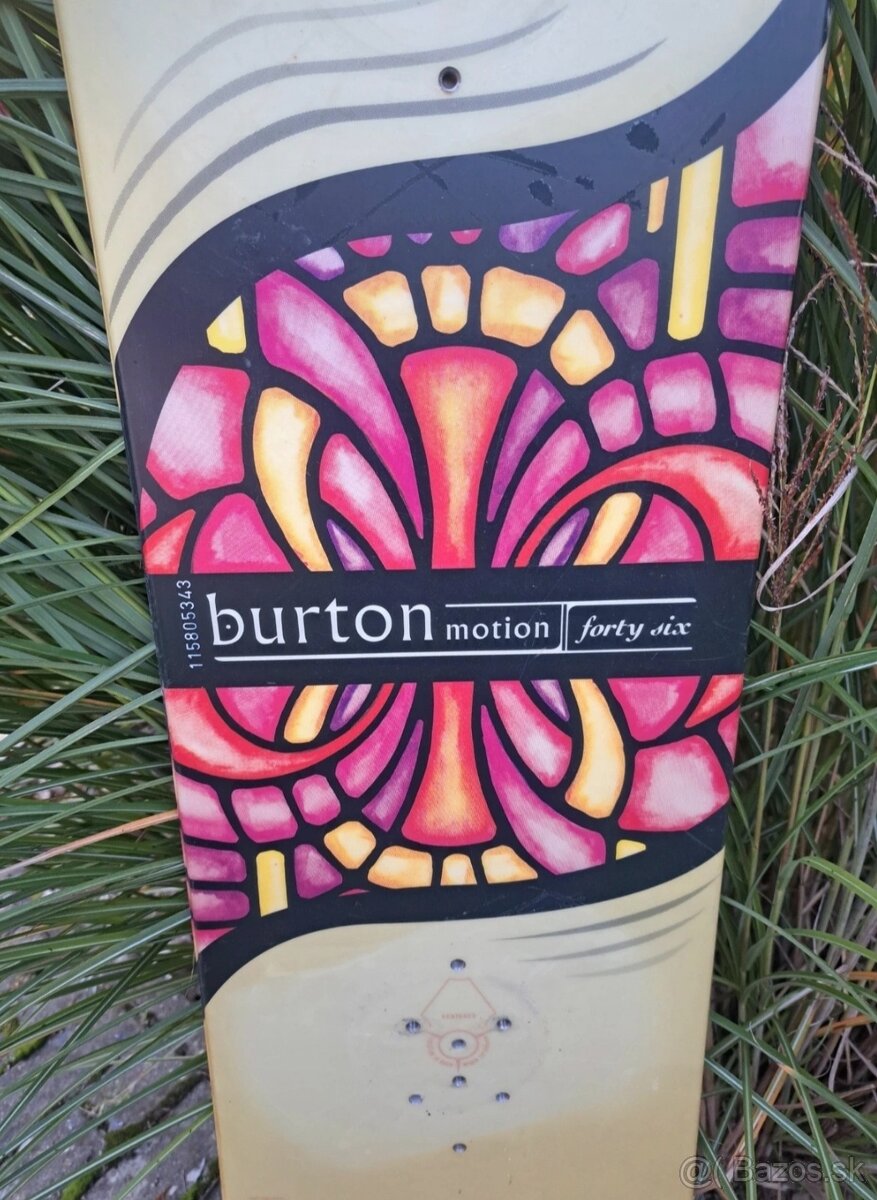 115805343
burton motion forty six
@( Bazos.sk